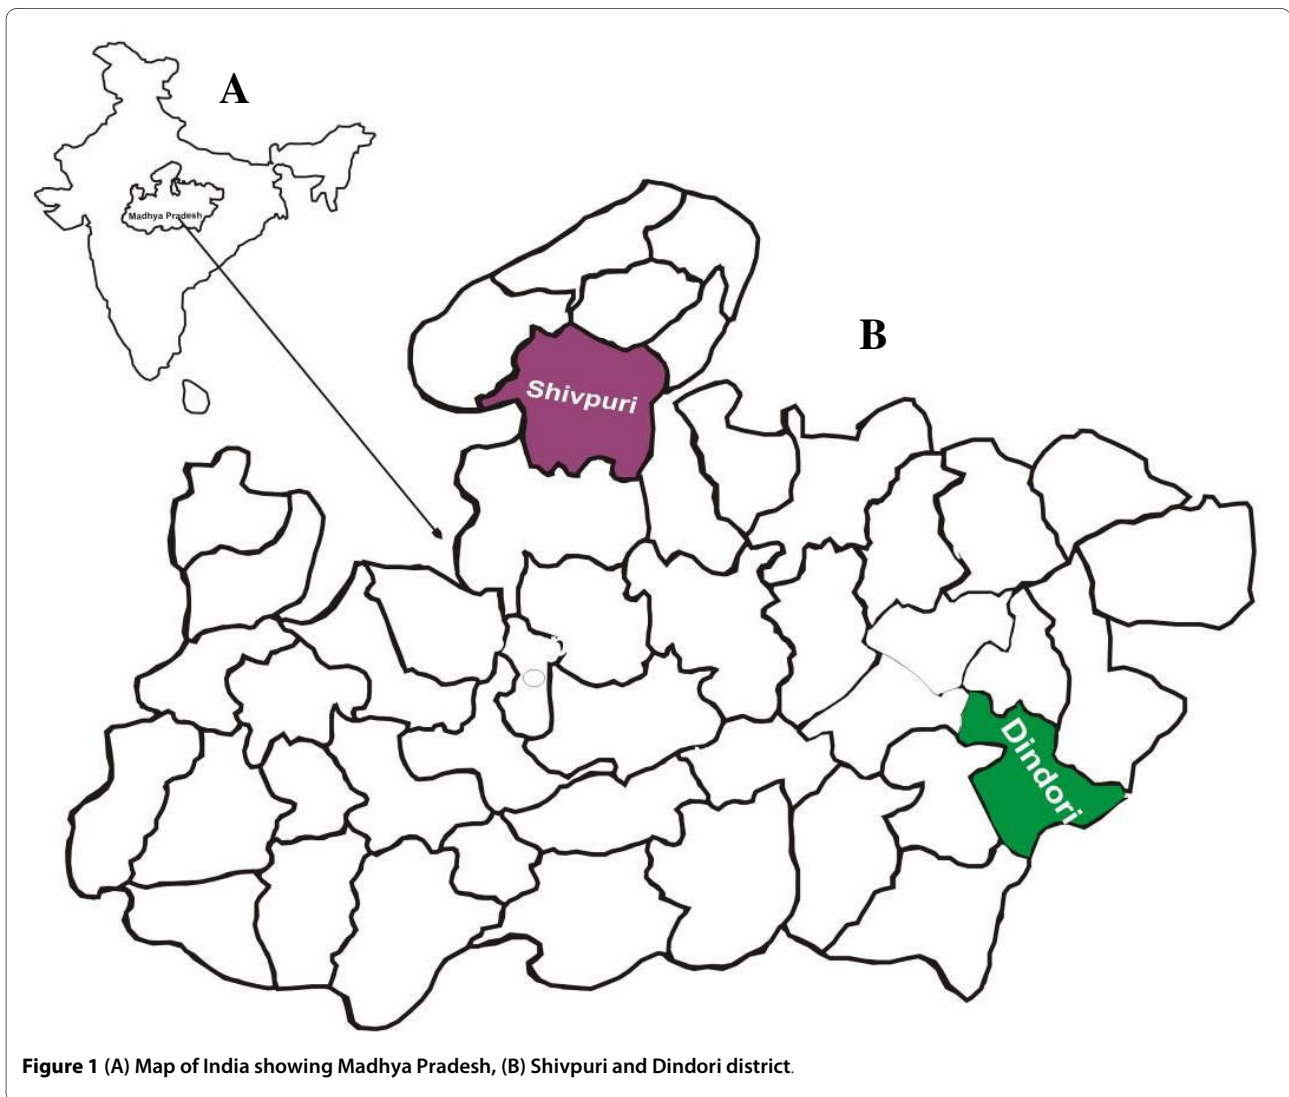 A
Madhya Pradesh
B
Shivpuri
Dindori
Figure 1 (A) Map of India showing Madhya Pradesh, (B) Shivpuri and Dindori district.